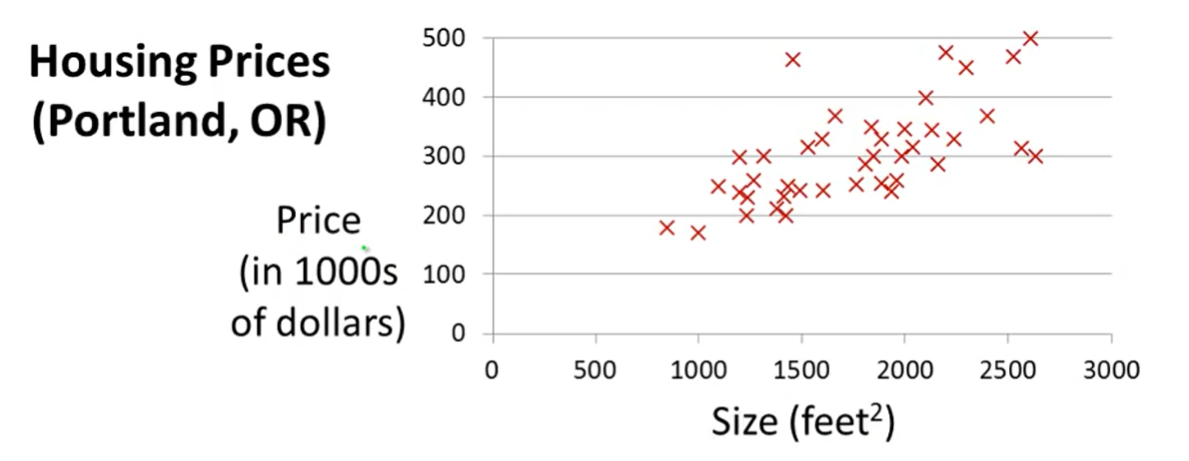 Housing Prices
(Portland, OR)
Price
(in 1000s
of dollars)
500
400
300
200
100
0
0 500 1000 1500 2000 2500 3000
Size (feet²)